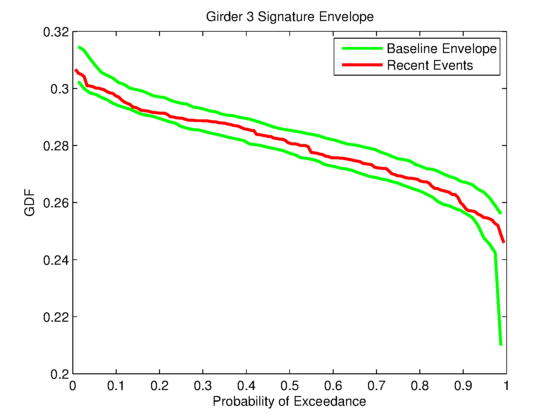 Girder 3 Signature Envelope
0.32
0.3
0.28
0.26
0.24
0.22
0.2
GDF
Baseline Envelope
Recent Events
0 0.1 0.2 0.3 0.4 0.5 0.6 0.7 0.8 0.9 1
Probability of Exceedance